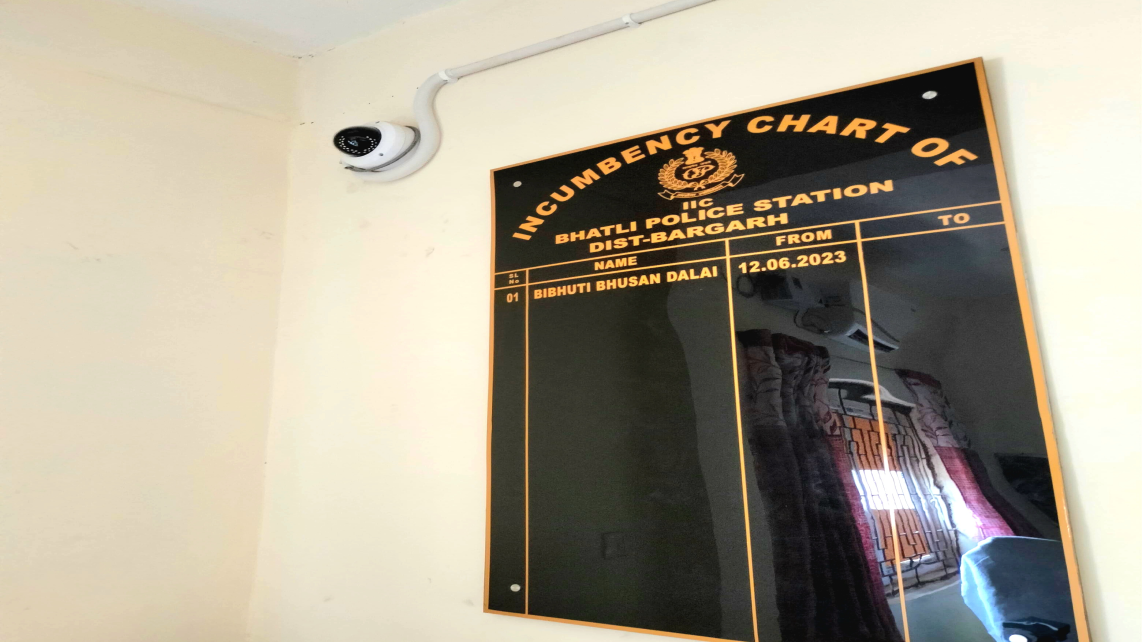 INCUMBENCY CHART OF
OP
IIC
BHATLI POLICE STATION
DIST-BARGARH
SL No NAME FROM TO
01 BIBHUTI BHUSAN DALAI 12.06.2023